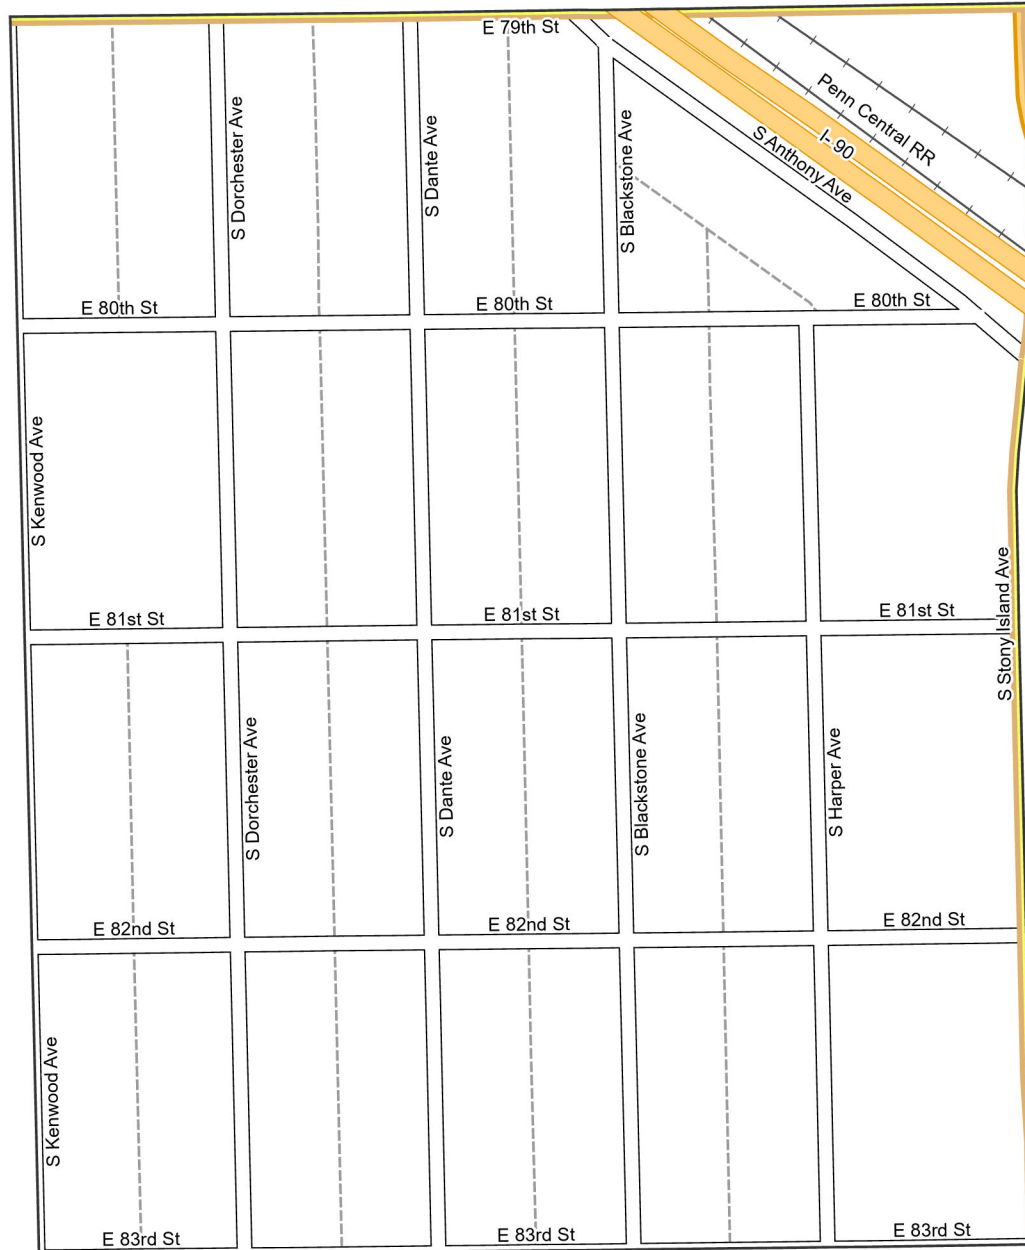 E 79th St
Penn Central RR
I- 90
S Anthony Ave
S Dorchester Ave
S Dante Ave
S Blackstone Ave
E 80th St
E 80th St
E 80th St
S Kenwood Ave
E 81st St
E 81st St
E 81st St
S Stony Island Ave
S Dorchester Ave
S Dante Ave
S Blackstone Ave
S Harper Ave
E 82nd St
E 82nd St
E 82nd St
S Kenwood Ave
E 83rd St
E 83rd St
E 83rd St